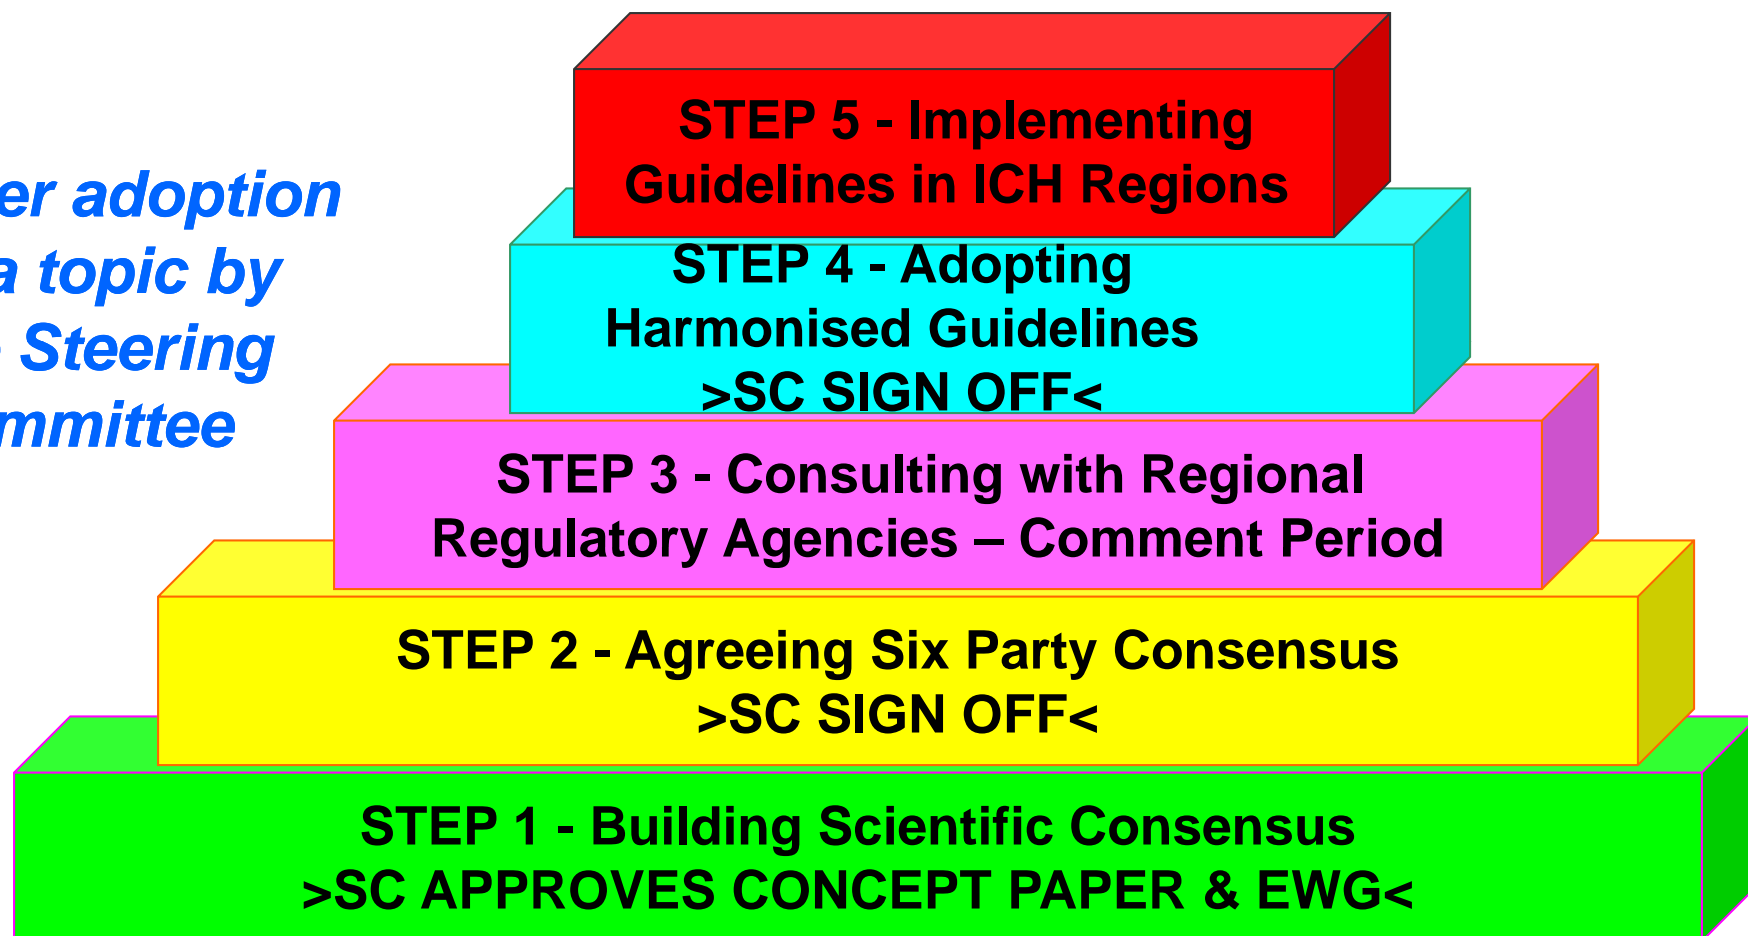 STEP 5 - Implementing
Guidelines in ICH Regions
er adoption
a topic by
Steering
mmittee
STEP 4 - Adopting
Harmonised Guidelines
>SC SIGN OFF<
STEP 3 - Consulting with Regional
Regulatory Agencies – Comment Period
STEP 2 - Agreeing Six Party Consensus
>SC SIGN OFF<
STEP 1 - Building Scientific Consensus
>SC APPROVES CONCEPT PAPER & EWG<